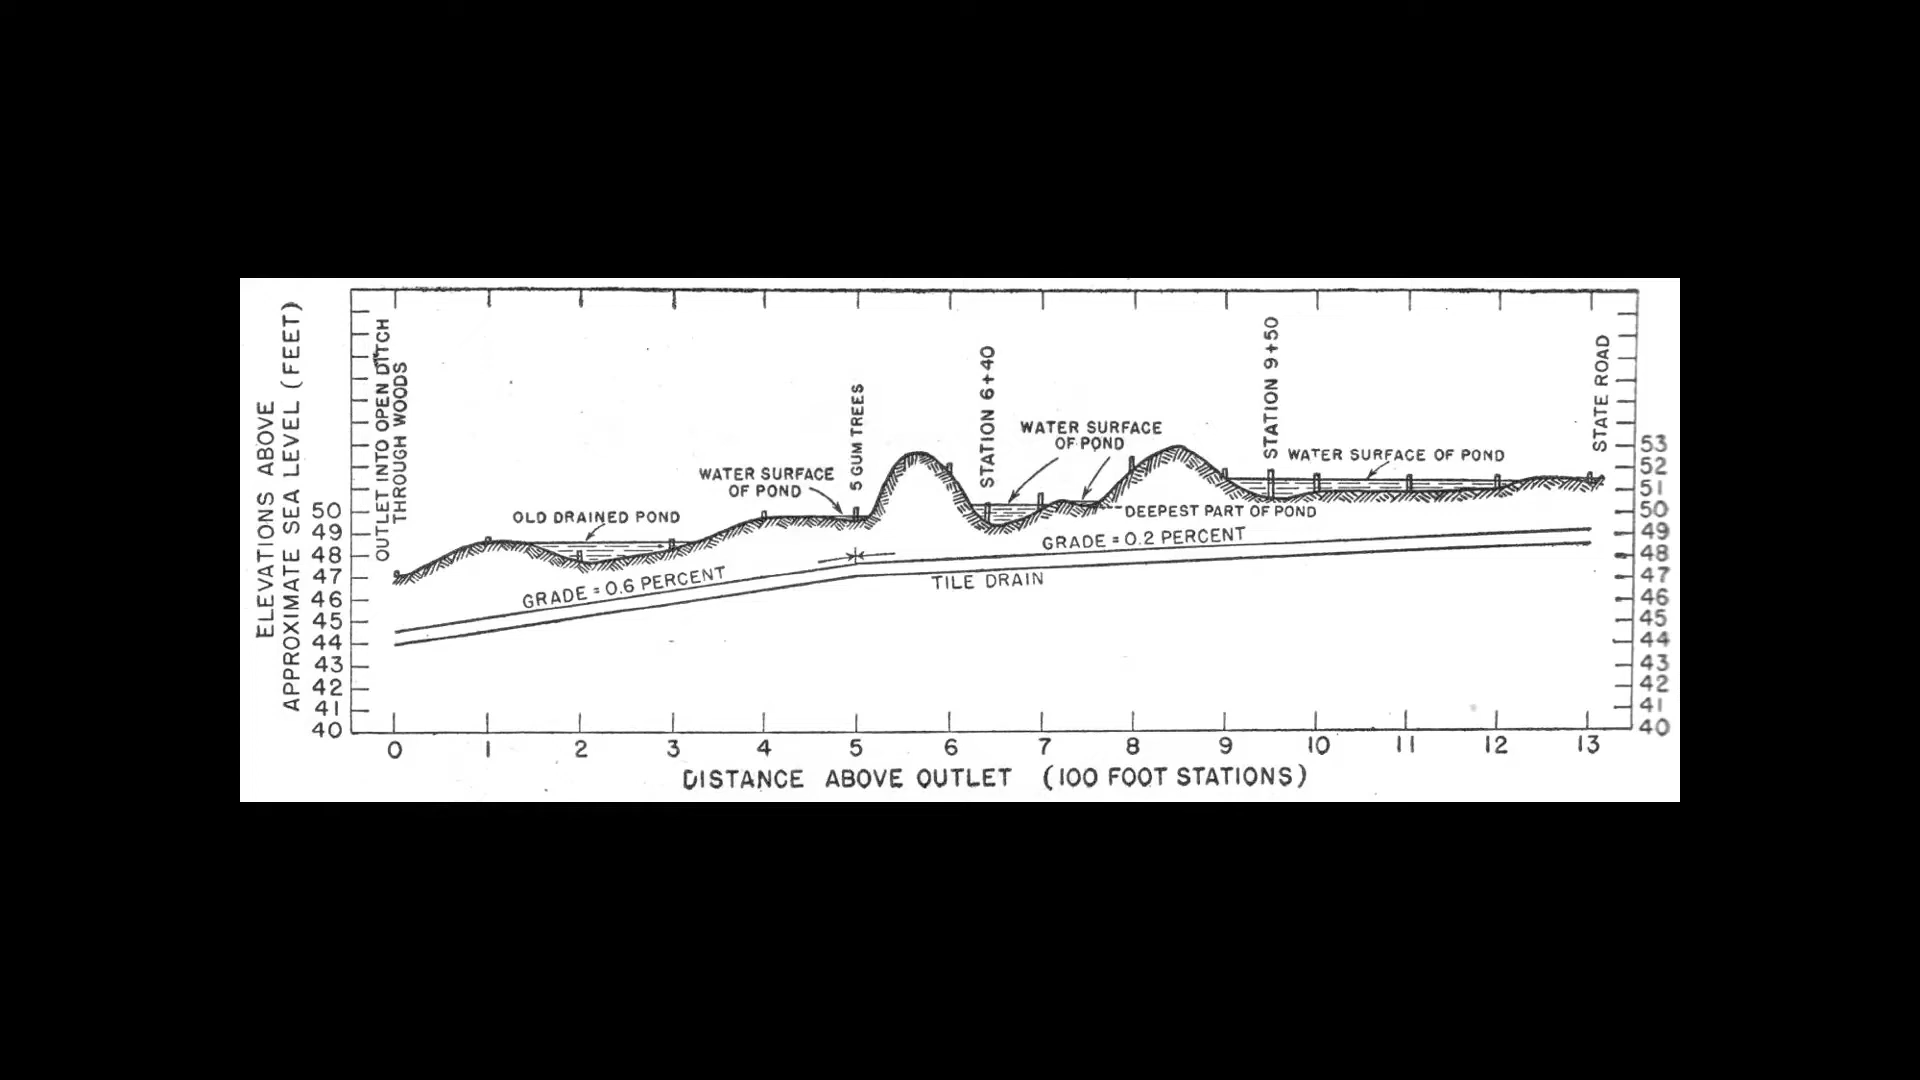 ELEVATIONS ABOVE
APPROXIMATE SEA LEVEL (FEET)
OUTLET INTO OPEN DITCH
THROUGH WOODS
5 GUM TREES
STATION 6+40
STATION 9+50
STATE ROAD
WATER SURFACE
OF POND
WATER SURFACE
OF POND
WATER SURFACE OF POND
OLD DRAINED POND
DEEPEST PART OF POND
GRADE = 0.6 PERCENT
GRADE = 0.2 PERCENT
TILE DRAIN
50
49
48
47
46
45
44
43
42
41
40
53
52
51
50
49
48
47
46
45
44
43
42
41
40
0 1 2 3 4 5 6 7 8 9 10 11 12 13
DISTANCE ABOVE OUTLET (100 FOOT STATIONS)